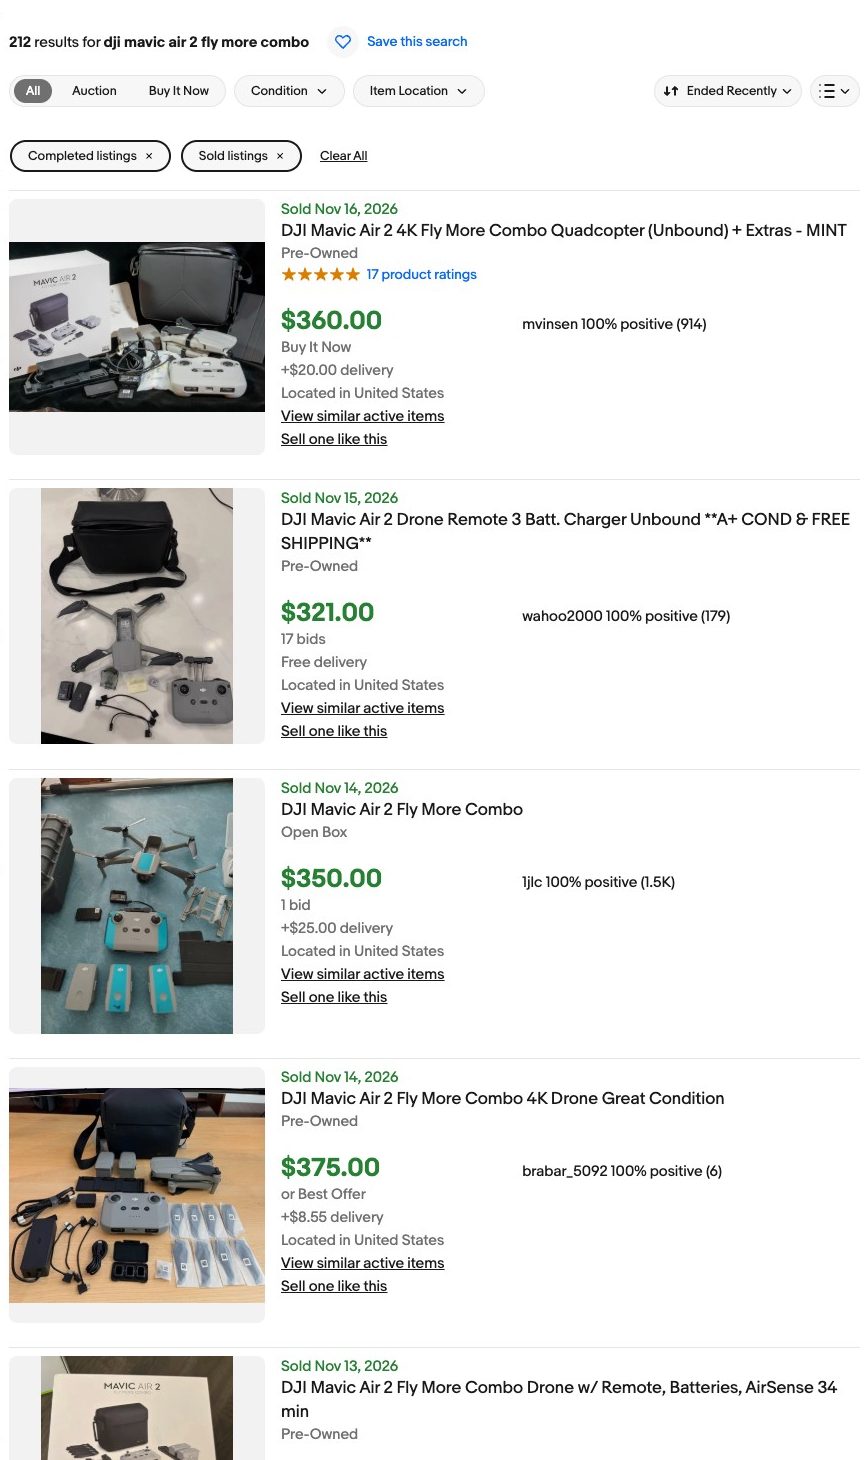 212 results for dji mavic air 2 fly more combo
Save this search
All
Auction
Buy It Now
Condition
Item Location
Ended Recently
Completed listings ×
Sold listings ×
Clear All
MAVIC AIR 2
Sold Nov 16, 2026
DJI Mavic Air 2 4K Fly More Combo Quadcopter (Unbound) + Extras - MINT
Pre-Owned
17 product ratings
$360.00
mvinsen 100% positive (914)
Buy It Now
+$20.00 delivery
Located in United States
View similar active items
Sell one like this
Sold Nov 15, 2026
DJI Mavic Air 2 Drone Remote 3 Batt. Charger Unbound **A+ COND & FREE
SHIPPING**
Pre-Owned
$321.00
wahoo2000 100% positive (179)
17 bids
Free delivery
Located in United States
View similar active items
Sell one like this
Sold Nov 14, 2026
DJI Mavic Air 2 Fly More Combo
Open Box
$350.00
1jlc 100% positive (1.5K)
1 bid
+$25.00 delivery
Located in United States
View similar active items
Sell one like this
Sold Nov 14, 2026
DJI Mavic Air 2 Fly More Combo 4K Drone Great Condition
Pre-Owned
$375.00
brabar_5092 100% positive (6)
or Best Offer
+$8.55 delivery
Located in United States
View similar active items
Sell one like this
MAVIC AIR 2
Sold Nov 13, 2026
DJI Mavic Air 2 Fly More Combo Drone w/ Remote, Batteries, AirSense 34
min
Pre-Owned